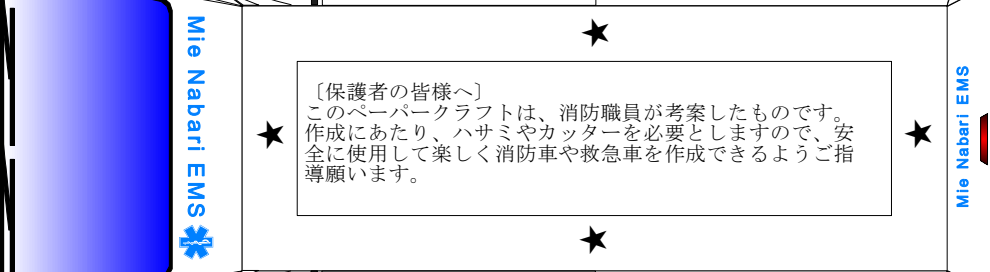 Mie Nabari EMS
〔保護者の皆様へ〕
このペーパークラフトは、消防職員が考案したものです。
作成にあたり、ハサミやカッターを必要としますので、安
全に使用して楽しく消防車や救急車を作成できるようご指
導願います。
Mie Nabari EMS